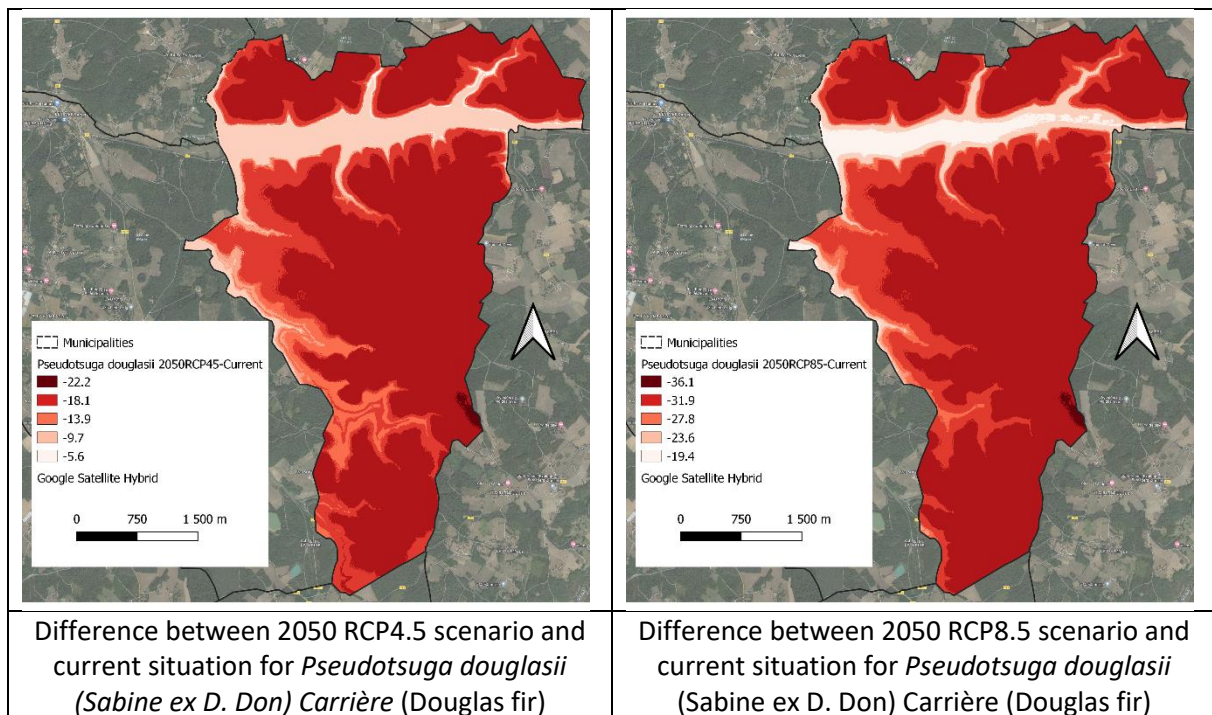 Municipalities
Pseudotsuga douglasii 2050RCP45-Current
-22.2
-18.1
-13.9
-9.7
-5.6
Google Satellite Hybrid
0 750 1 500 m
Municipalities
Pseudotsuga douglasii 2050RCP85-Current
-36.1
-31.9
-27.8
-23.6
-19.4
Google Satellite Hybrid
0 750 1 500 m
Difference between 2050 RCP4.5 scenario and
current situation for Pseudotsuga douglasii
(Sabine ex D. Don) Carrière (Douglas fir)
Difference between 2050 RCP8.5 scenario and
current situation for Pseudotsuga douglasii
(Sabine ex D. Don) Carrière (Douglas fir)